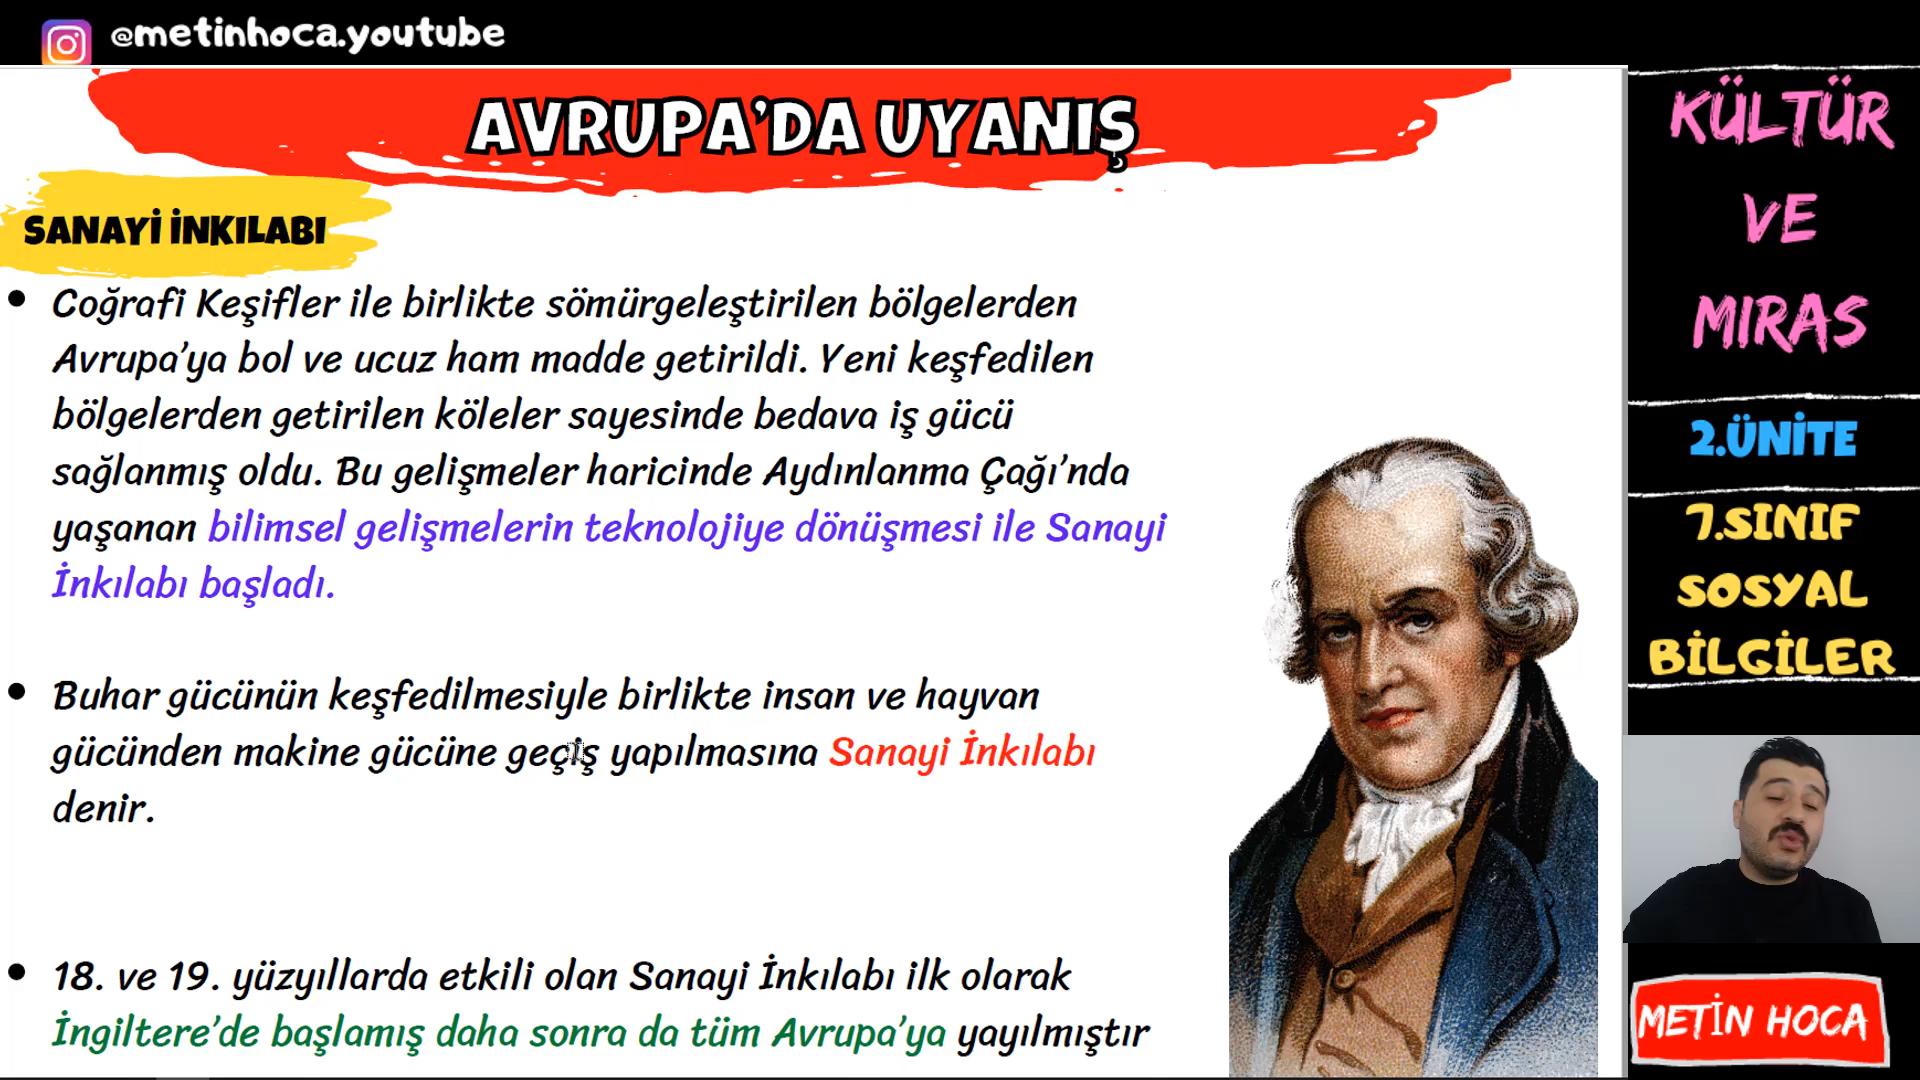 @metinhoca.youtube
AVRUPA'DA UYANIŞ
SANAYİ İNKILABI
• Coğrafi Keşifler ile birlikte sömürgeleştirilen bölgelerden
Avrupa'ya bol ve ucuz ham madde getirildi. Yeni keşfedilen
bölgelerden getirilen köleler sayesinde bedava iş gücü
sağlanmış oldu. Bu gelişmeler haricinde Aydınlanma Çağı'nda
yaşanan bilimsel gelişmelerin teknolojiye dönüşmesi ile Sanayi
İnkılabı başladı.
• Buhar gücünün keşfedilmesiyle birlikte insan ve hayvan
gücünden makine gücüne geçiş yapılmasına Sanayi İnkılabı
denir.
• 18. ve 19. yüzyıllarda etkili olan Sanayi İnkılabı ilk olarak
İngiltere'de başlamış daha sonra da tüm Avrupa'ya yayılmıştır
KÜLTÜR
VE
MIRAS
2.ÜNİTE
7.SINIF
SOSYAL
BİLGİLER
METİN HOCA